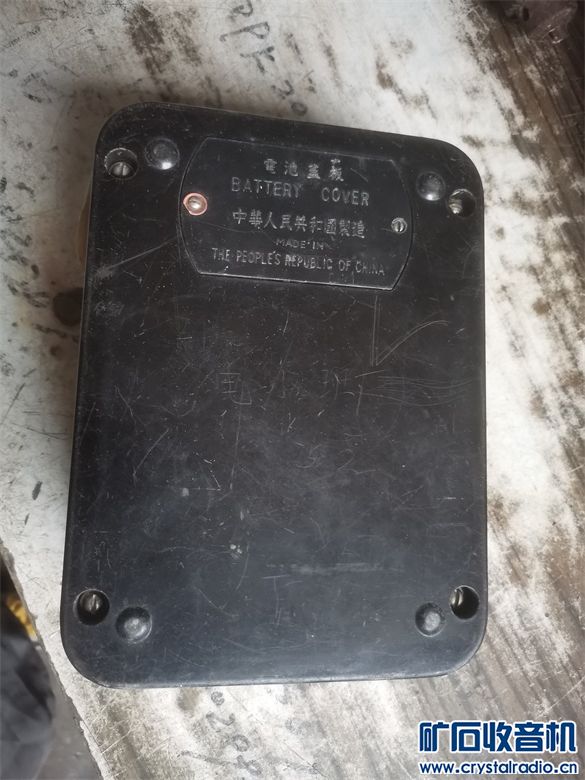 電池蓋板
BATTERY COVER
中華人民共和國製造
MADE IN
THE PEOPLE'S REPUBLIC OF CHINA
矿石收音机
www.crystalradio.cn